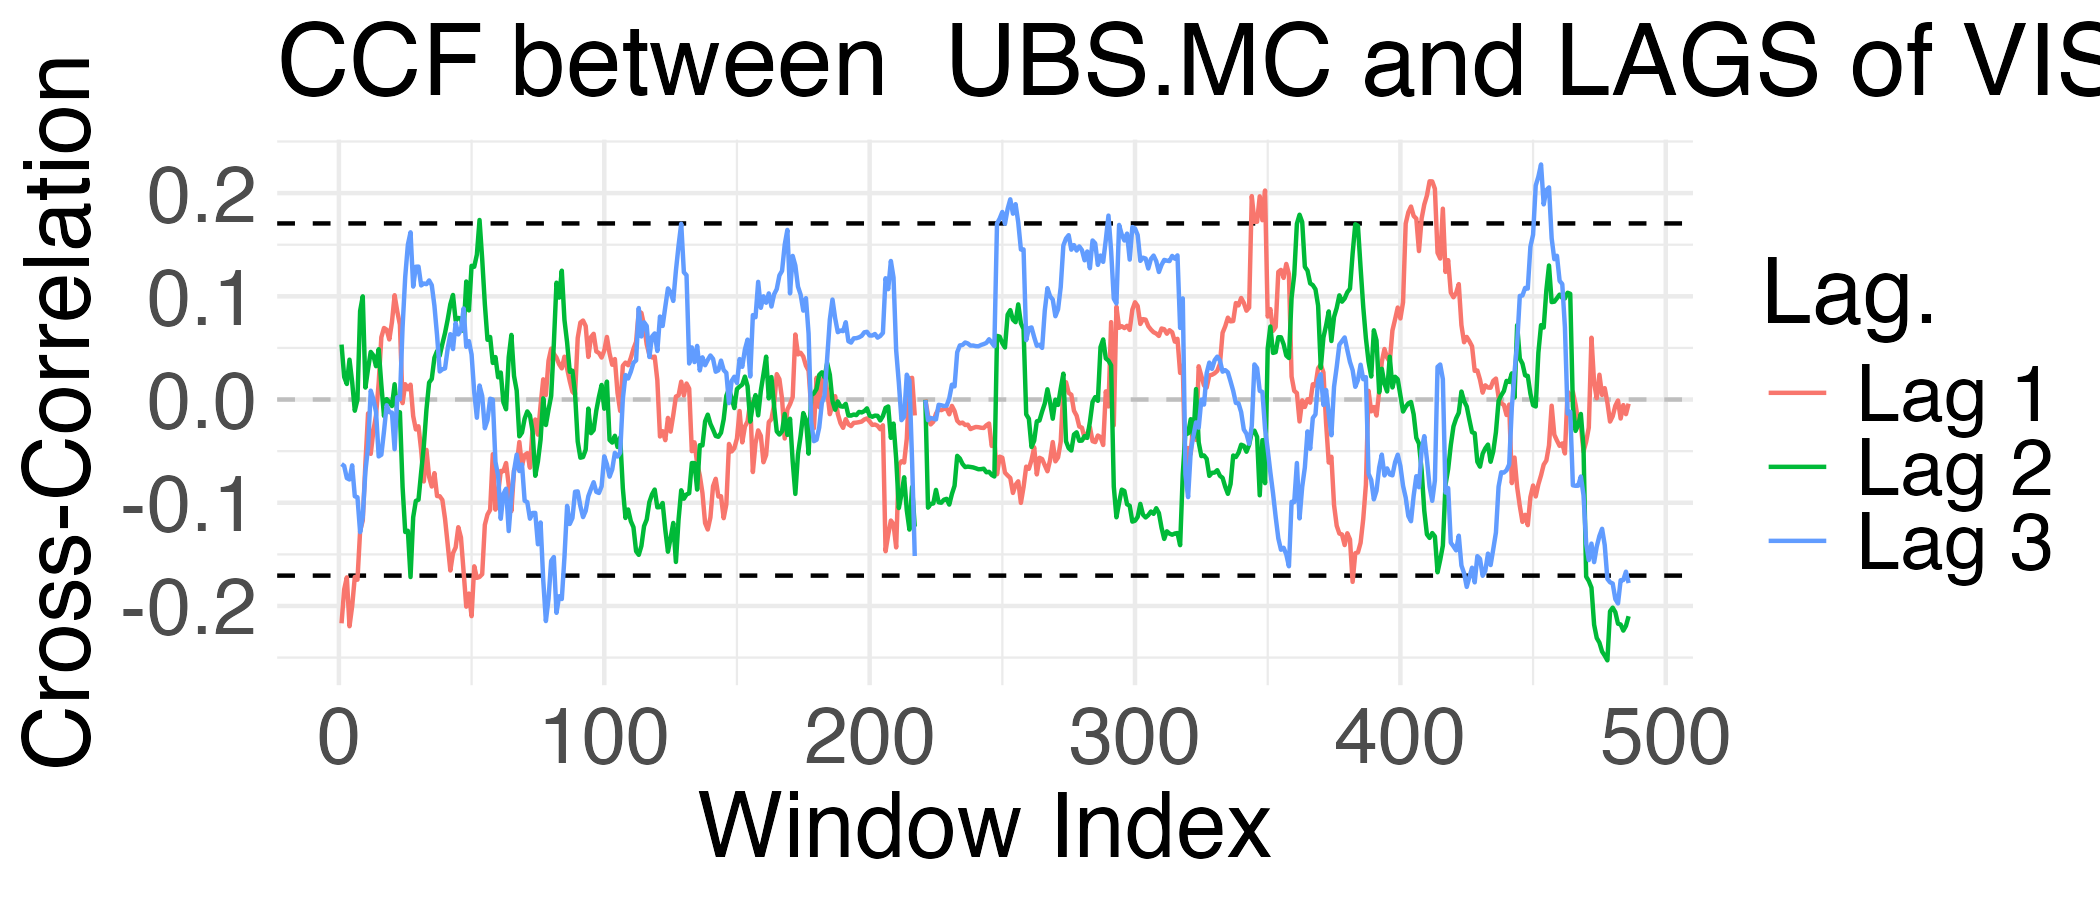 CCF between  UBS.MC and LAGS of VIS
Cross-Correlation
0.2
0.1
0.0
-0.1
-0.2
0 100 200 300 400 500
Window Index
Lag.
Lag 1
Lag 2
Lag 3